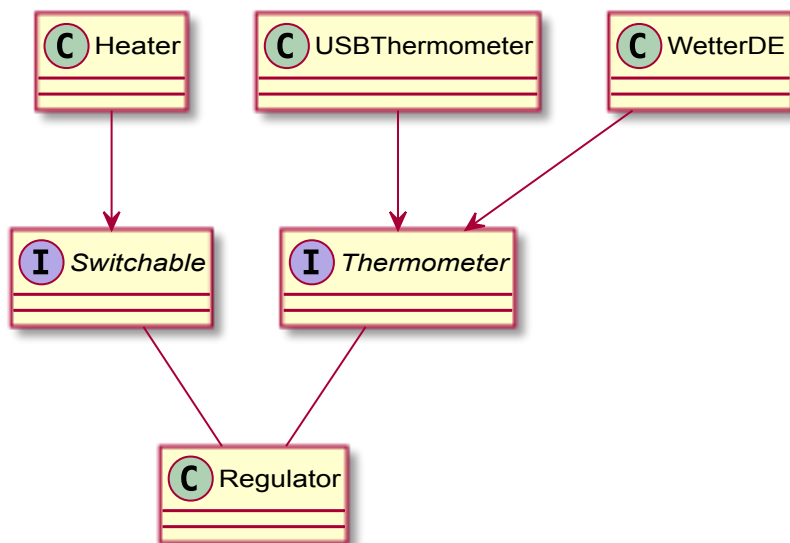 C Heater
C USBThermometer
C WetterDE
I Switchable
I Thermometer
C Regulator